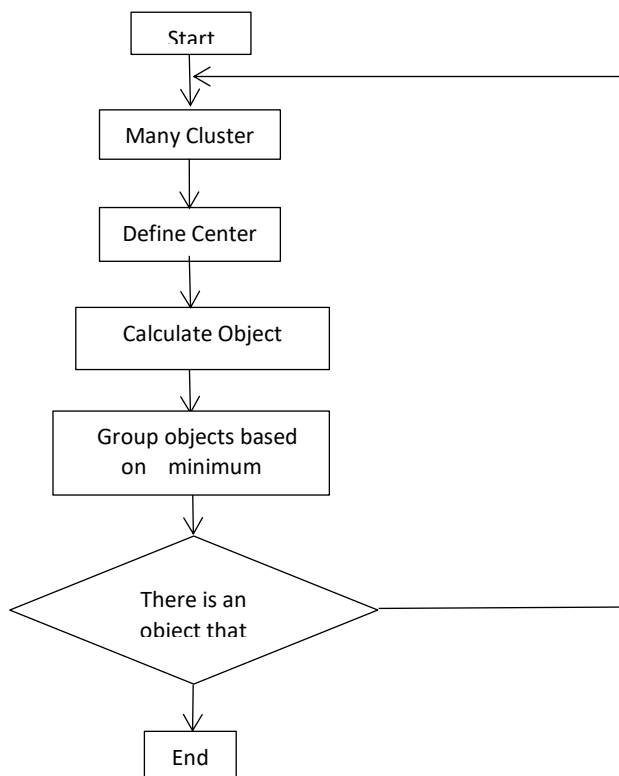 Start
Many Cluster
Define Center
Calculate Object
Group objects based
on minimum
There is an
object that
End